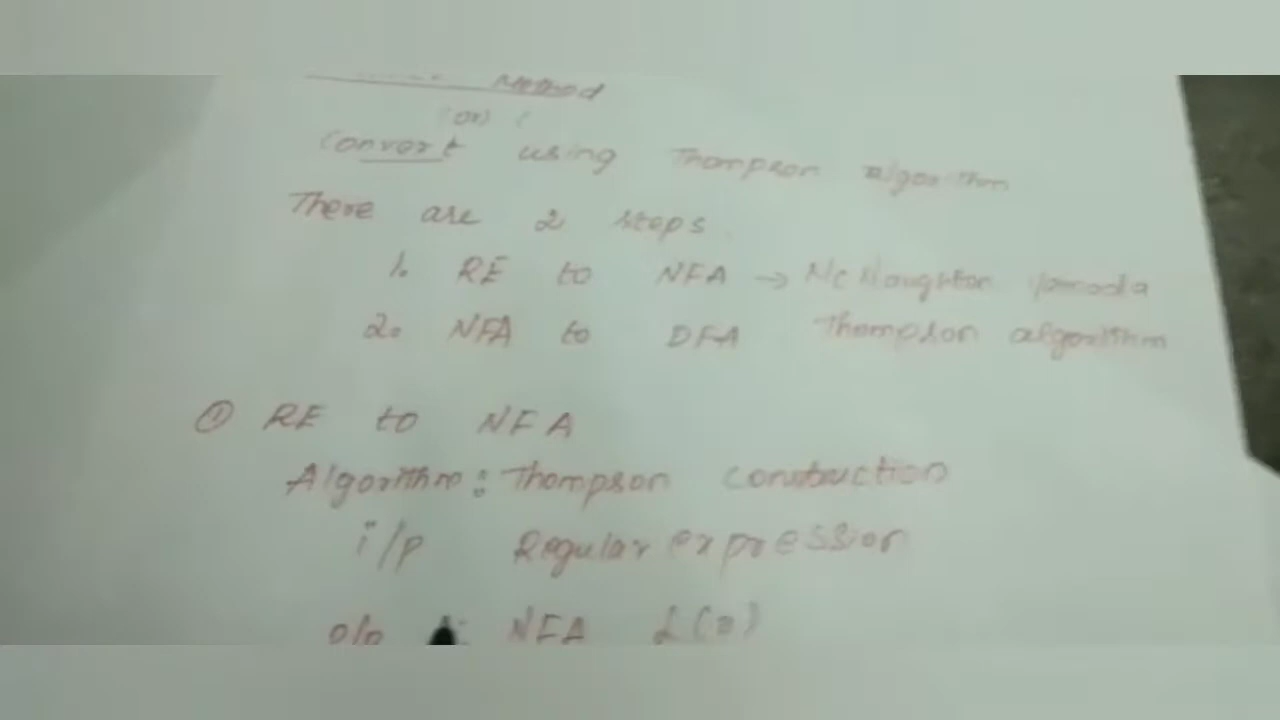 Method
(or)
Convert using Thompson algorithm
There are 2 steps
1. RE to NFA → McNaughton Yamada
2. NFA to DFA Thompson algorithm
① RE to NFA
Algorithm: Thompson Construction
i/p Regular expression
o/p : NFA L(r)